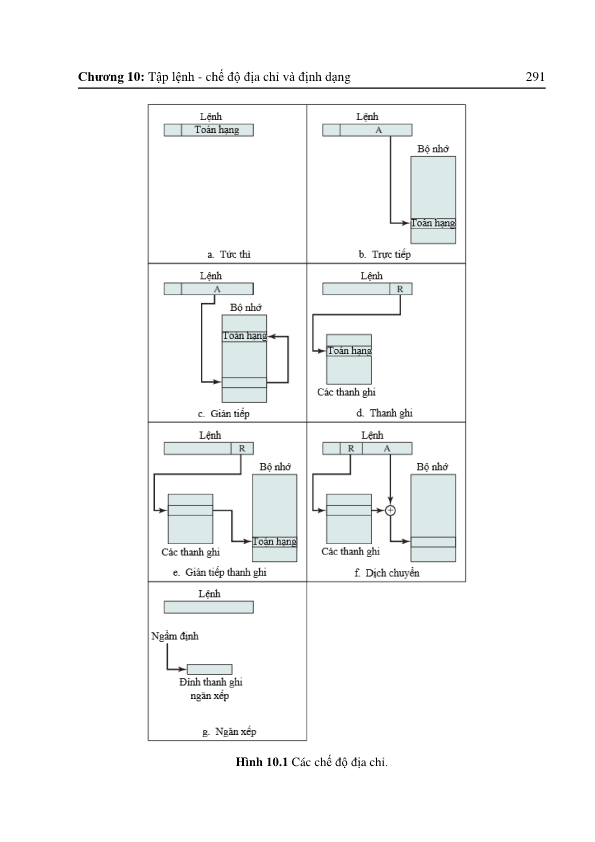 Chương 10: Tập lệnh - chế độ địa chỉ và định dạng 291
Lệnh
Toán hạng
a. Tức thì
Lệnh
A
Bộ nhớ
Toán hạng
b. Trực tiếp
Lệnh
A
Bộ nhớ
Toán hạng
c. Gián tiếp
Lệnh
R
Toán hạng
Các thanh ghi
d. Thanh ghi
Lệnh
R
Bộ nhớ
Toán hạng
Các thanh ghi
e. Gián tiếp thanh ghi
Lệnh
R A
Bộ nhớ
+
Các thanh ghi
f. Dịch chuyển
Lệnh
Ngầm định
Đỉnh thanh ghi
ngăn xếp
g. Ngăn xếp
Hình 10.1 Các chế độ địa chỉ.